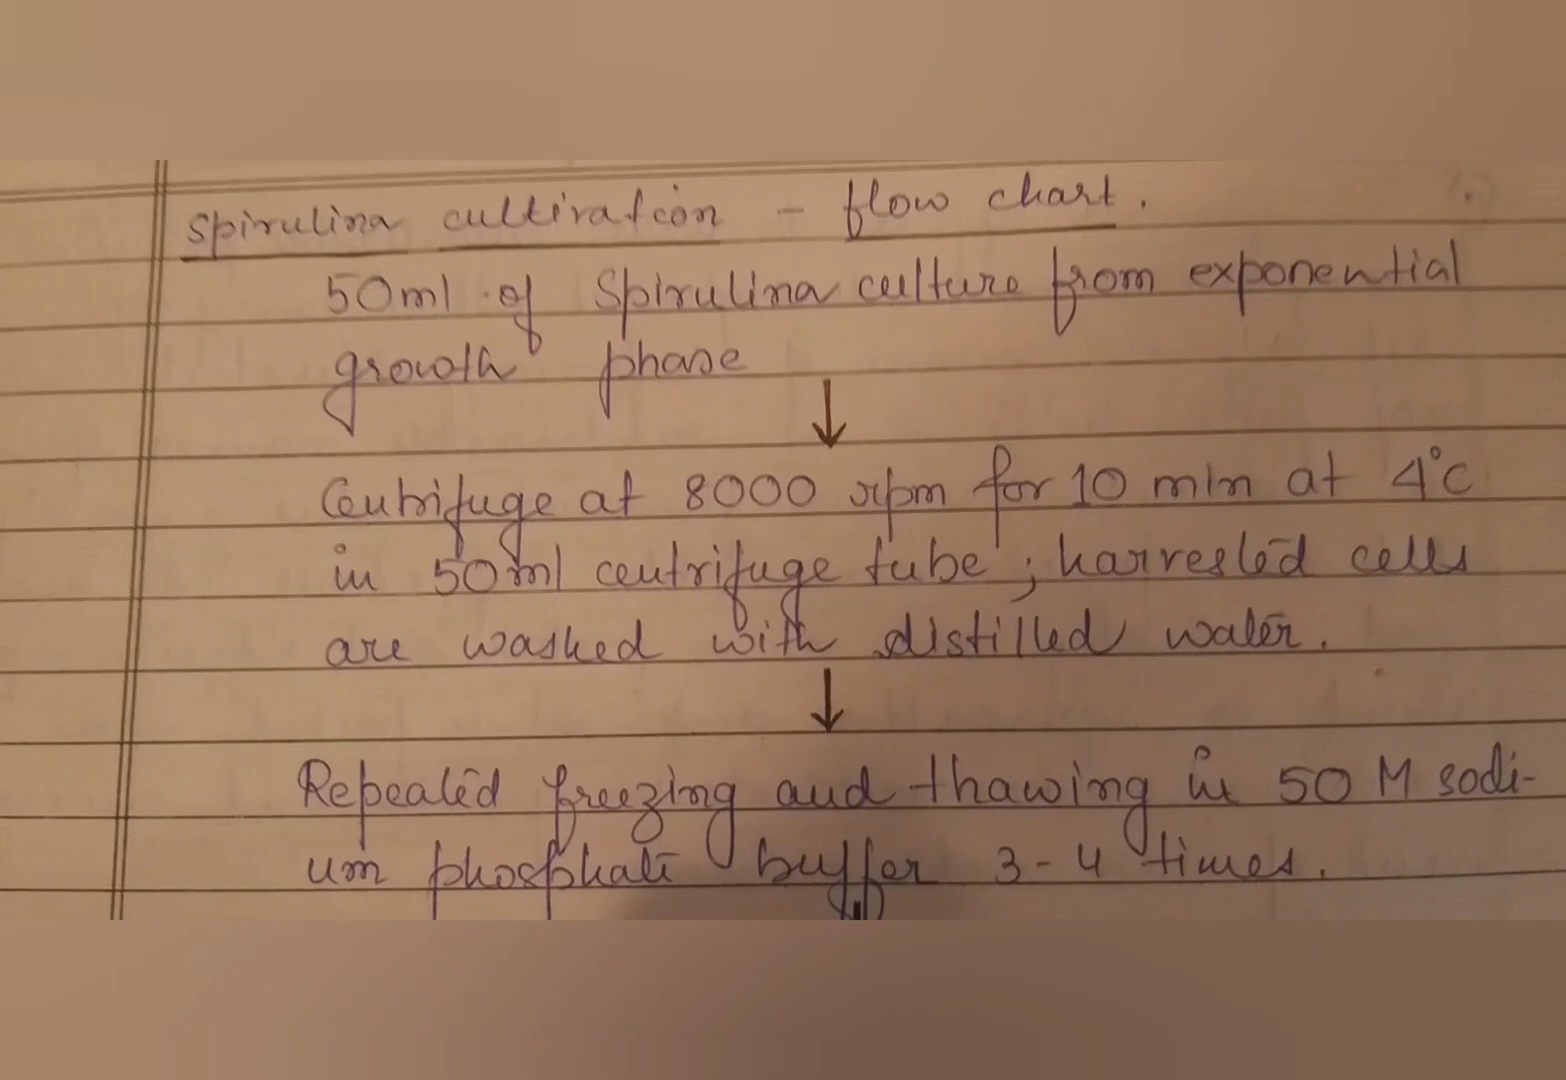 Spirulina cultivation - flow chart.
50ml of Spirulina culture from exponential
growth phase
↓
Centrifuge at 8000 rpm for 10 min at 4°C
in 50ml centrifuge tube ; harvested cells
are washed with distilled water.
↓
Repeated freezing and thawing in 50 M sodi-
um phosphate buffer 3-4 times.